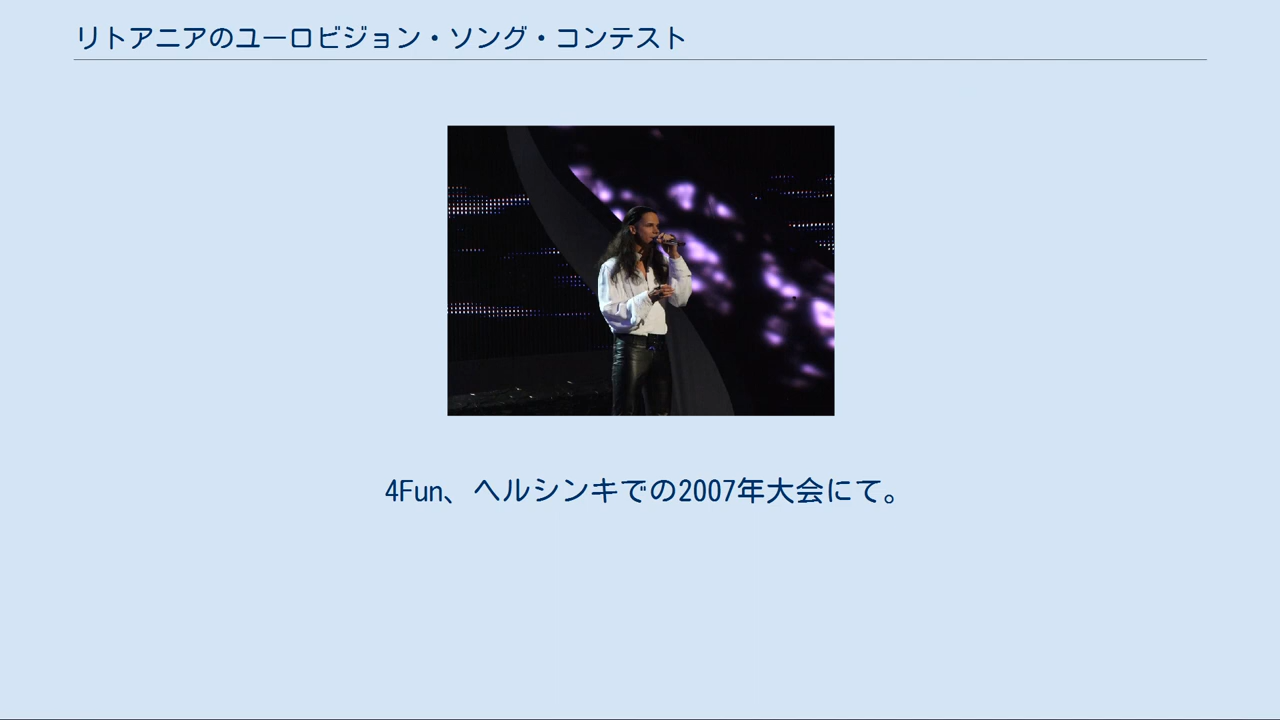 リトアニアのユーロビジョン・ソング・コンテスト
4Fun、ヘルシンキでの2007年大会にて。